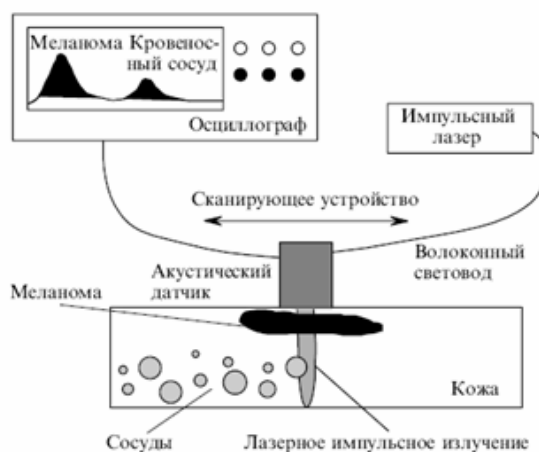 Меланома Кровенос-
ный сосуд
Осциллограф
Импульсный
лазер
Сканирующее устройство
Волоконный
световод
Акустический
датчик
Меланома
Кожа
Сосуды
Лазерное импульсное излучение